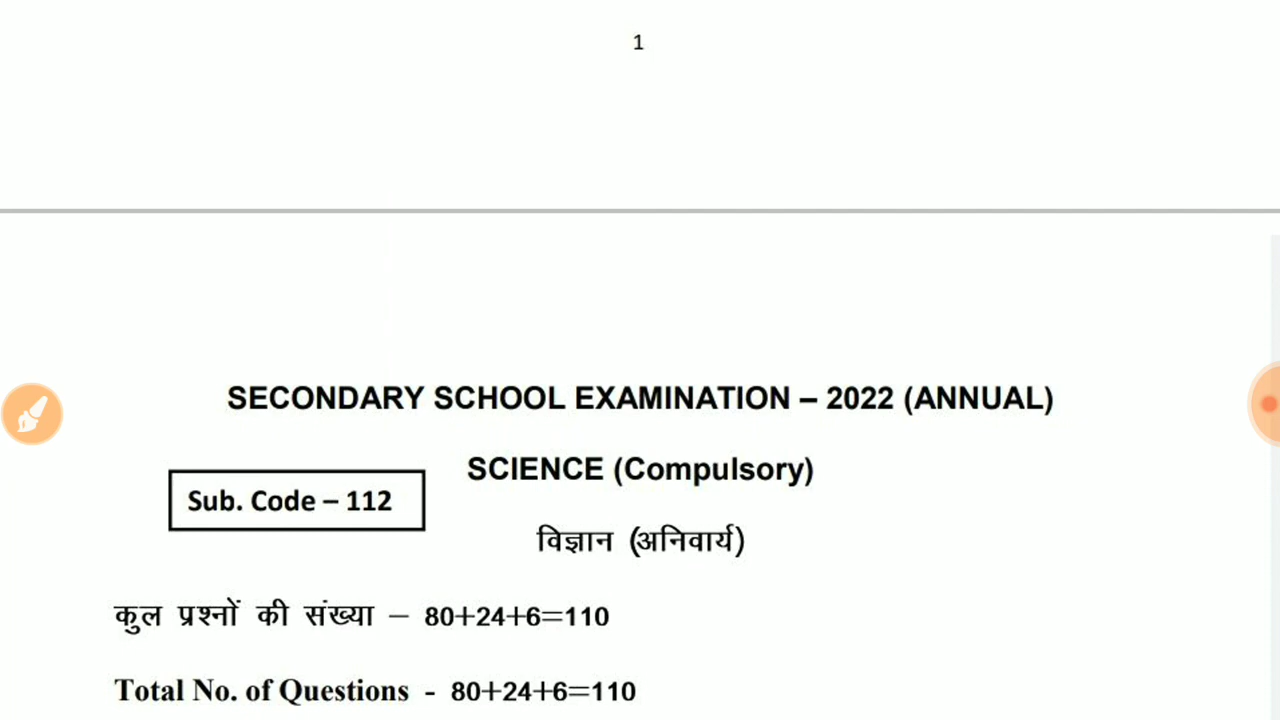 1
SECONDARY SCHOOL EXAMINATION – 2022 (ANNUAL)
SCIENCE (Compulsory)
Sub. Code – 112
विज्ञान (अनिवार्य)
कुल प्रश्नों की संख्या – 80+24+6=110
Total No. of Questions - 80+24+6=110